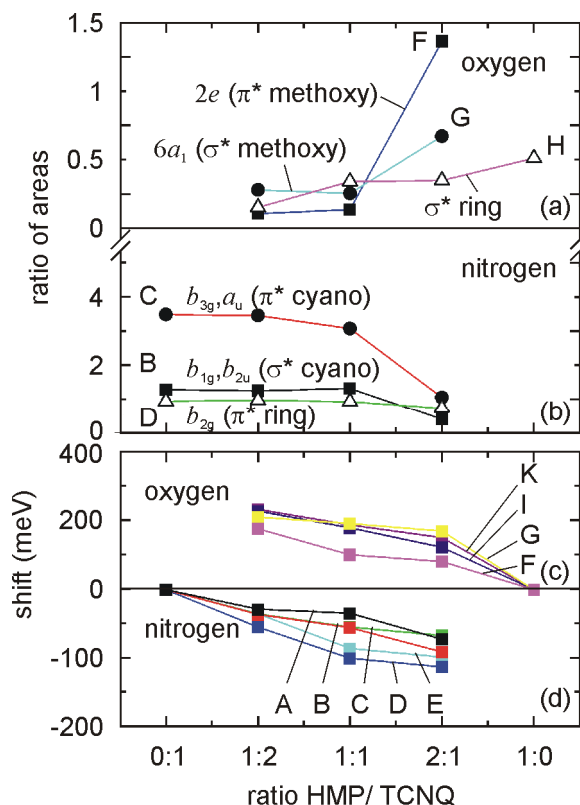 1.5
F
oxygen
2e (π* methoxy)
1
G
6a₁ (σ* methoxy)
H
0.5
σ* ring
(a)
0
ratio of areas
nitrogen
C
b₃g,aᵤ (π* cyano)
4
B
b₁g,b₂ᵤ (σ* cyano)
2
D
b₂g (π* ring)
(b)
0
400
oxygen
K
I
200
G
F
(c)
shift (meV)
0
nitrogen
-100
A B C D E
(d)
-200
0:1 1:2 1:1 2:1 1:0
ratio HMP/ TCNQ